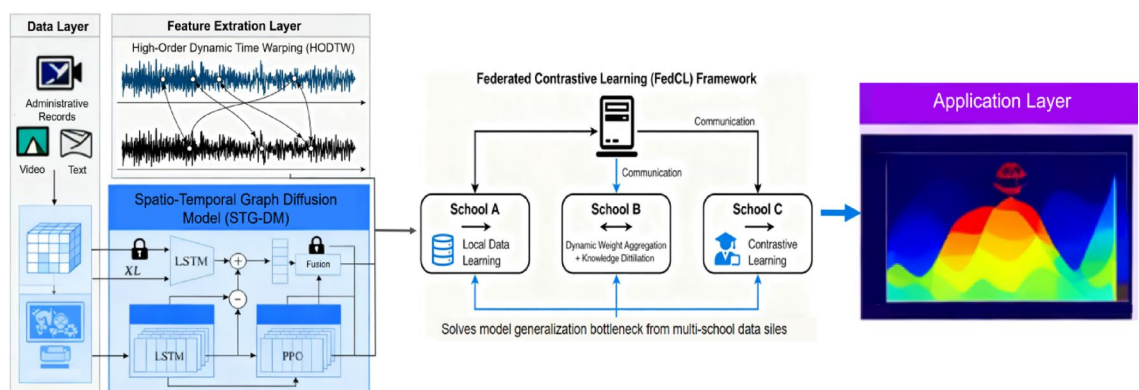 Data Layer
Administrative
Records
Video
Text
Feature Extration Layer
High-Order Dynamic Time Warping (HODTW)
Spatio-Temporal Graph Diffusion
Model (STG-DM)
XL
LSTM
+
Fusion
−
LSTM
PPO
Federated Contrastive Learning (FedCL) Framework
Communication
Communication
School A
Local Data
Learning
School B
Dynamic Weight Aggregation
+ Knowledge Dittilation
School C
Contrastive
Learning
Solves model generalization bottleneck from multi-school data siles
Application Layer